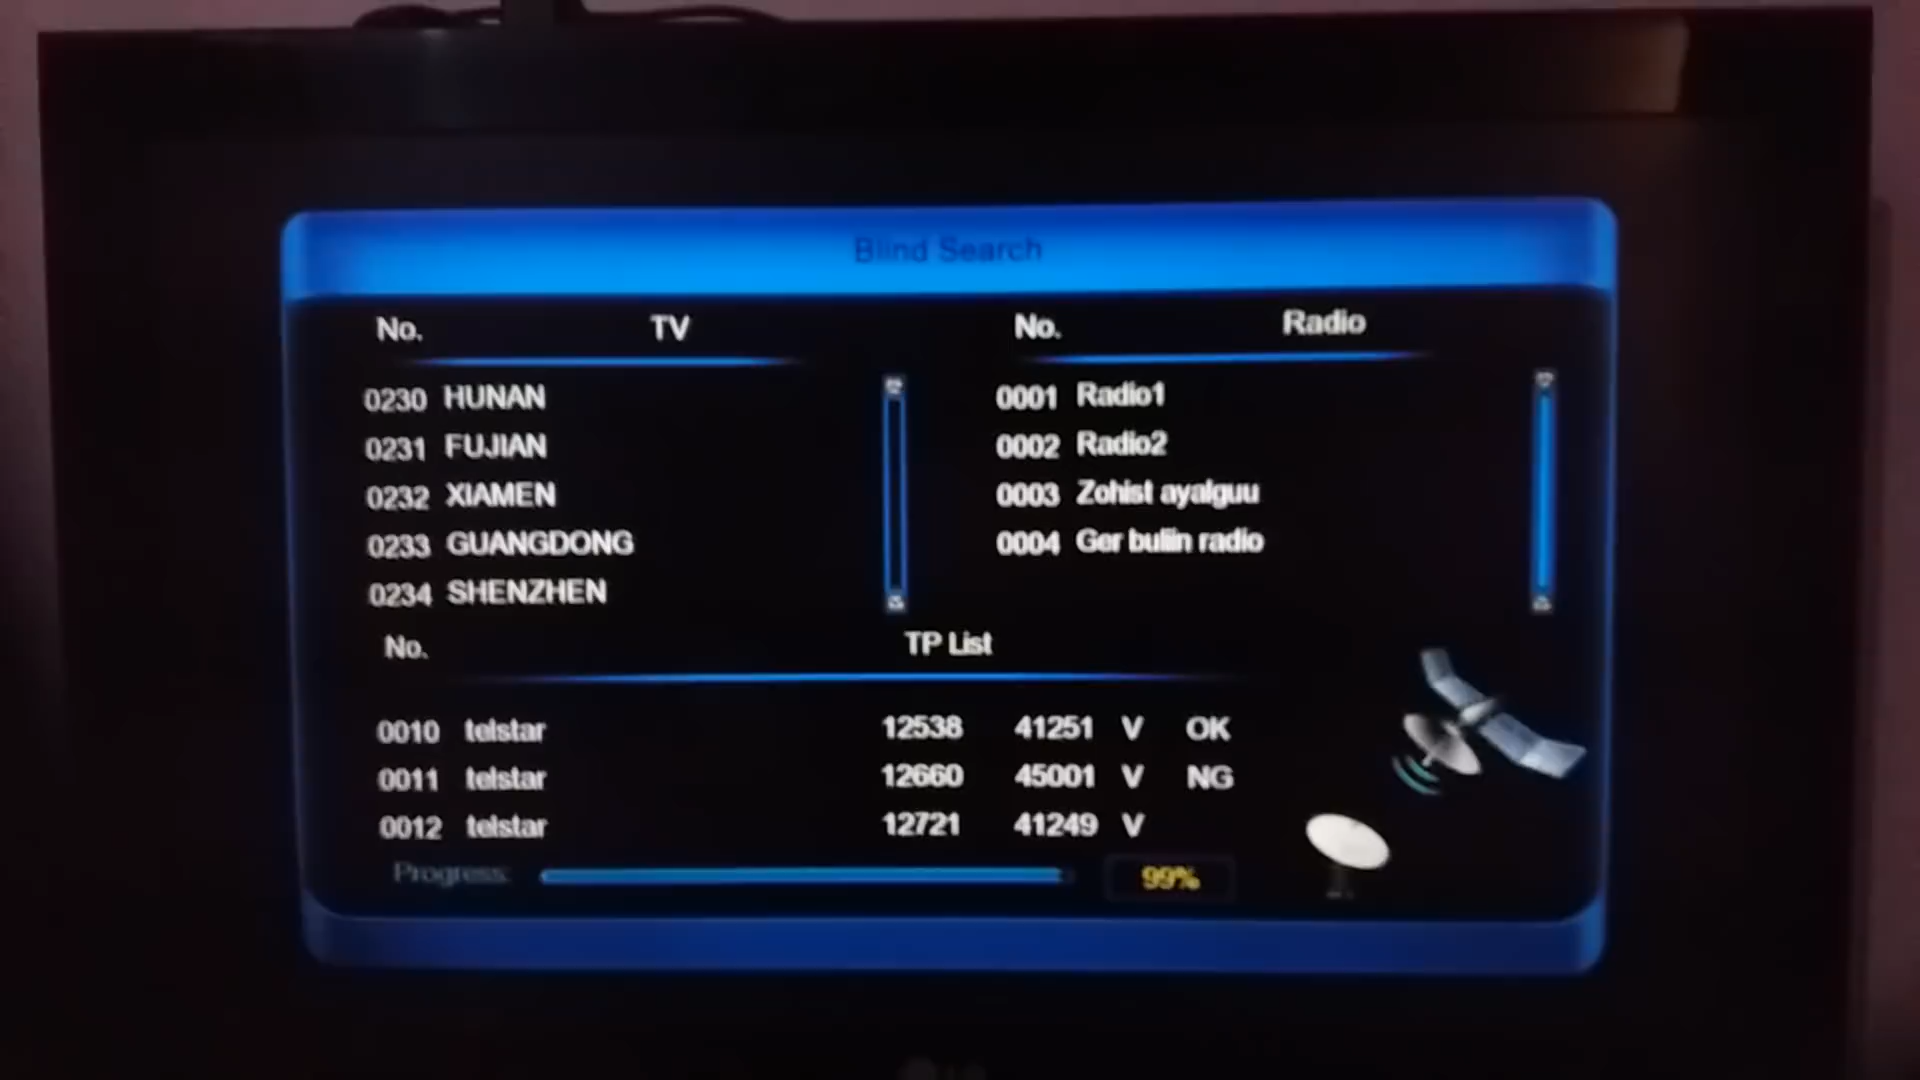 Blind Search
No. TV No. Radio
0230 HUNAN 0001 Radio1
0231 FUJIAN 0002 Radio2
0232 XIAMEN 0003 Zohist ayalguu
0233 GUANGDONG 0004 Ger buliin radio
0234 SHENZHEN
No. TP List
0010 telstar 12538 41251 V OK
0011 telstar 12660 45001 V NG
0012 telstar 12721 41249 V
Progress: 99%